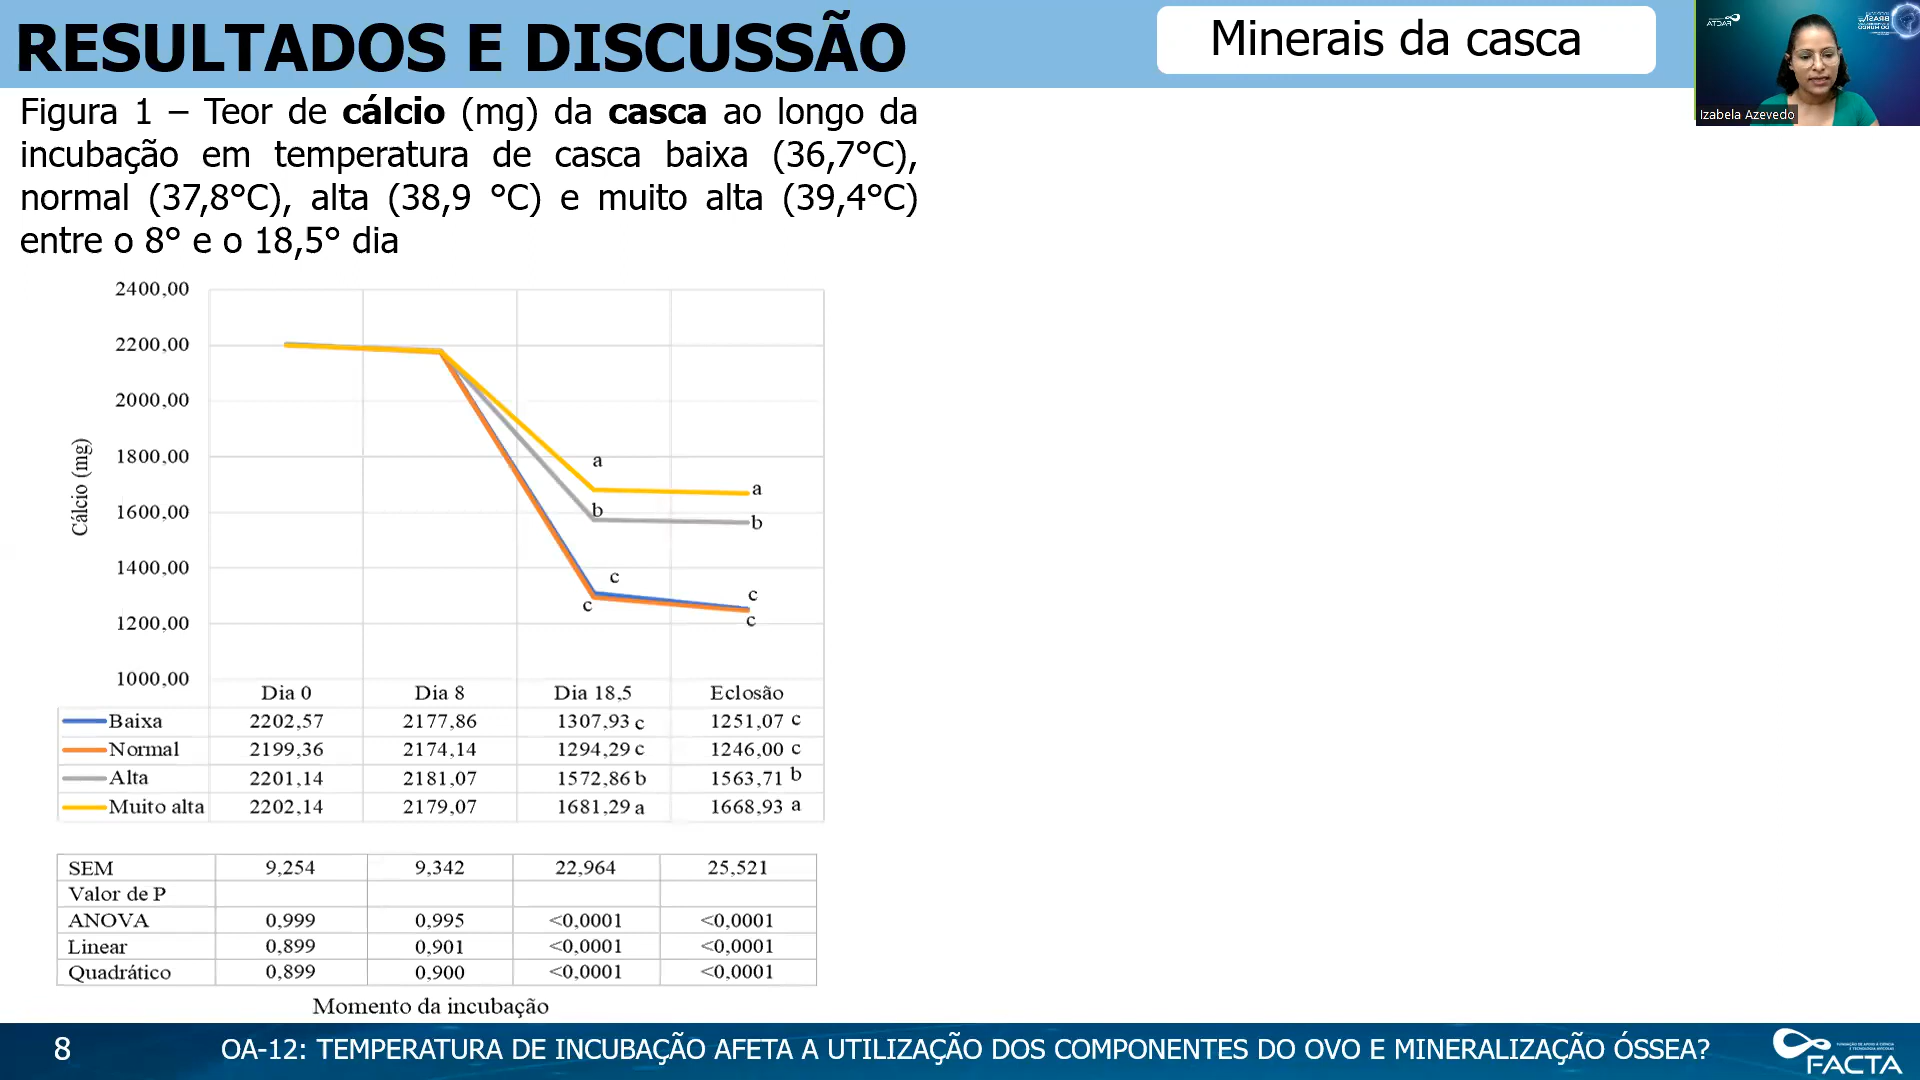 RESULTADOS E DISCUSSÃO
Minerais da casca
Izabela Azevedo
Figura 1 – Teor de cálcio (mg) da casca ao longo da
incubação em temperatura de casca baixa (36,7°C),
normal (37,8°C), alta (38,9 °C) e muito alta (39,4°C)
entre o 8° e o 18,5° dia
2400,00
2200,00
2000,00
1800,00
1600,00
1400,00
1200,00
1000,00
Cálcio (mg)
a
a
b
b
c
c
c
c
Dia 0 Dia 8 Dia 18,5 Eclosão
Baixa 2202,57 2177,86 1307,93 c 1251,07 c
Normal 2199,36 2174,14 1294,29 c 1246,00 c
Alta 2201,14 2181,07 1572,86 b 1563,71 b
Muito alta 2202,14 2179,07 1681,29 a 1668,93 a
SEM 9,254 9,342 22,964 25,521
Valor de P
ANOVA 0,999 0,995 <0,0001 <0,0001
Linear 0,899 0,901 <0,0001 <0,0001
Quadrático 0,899 0,900 <0,0001 <0,0001
Momento da incubação
8
OA-12: TEMPERATURA DE INCUBAÇÃO AFETA A UTILIZAÇÃO DOS COMPONENTES DO OVO E MINERALIZAÇÃO ÓSSEA?
FACTA